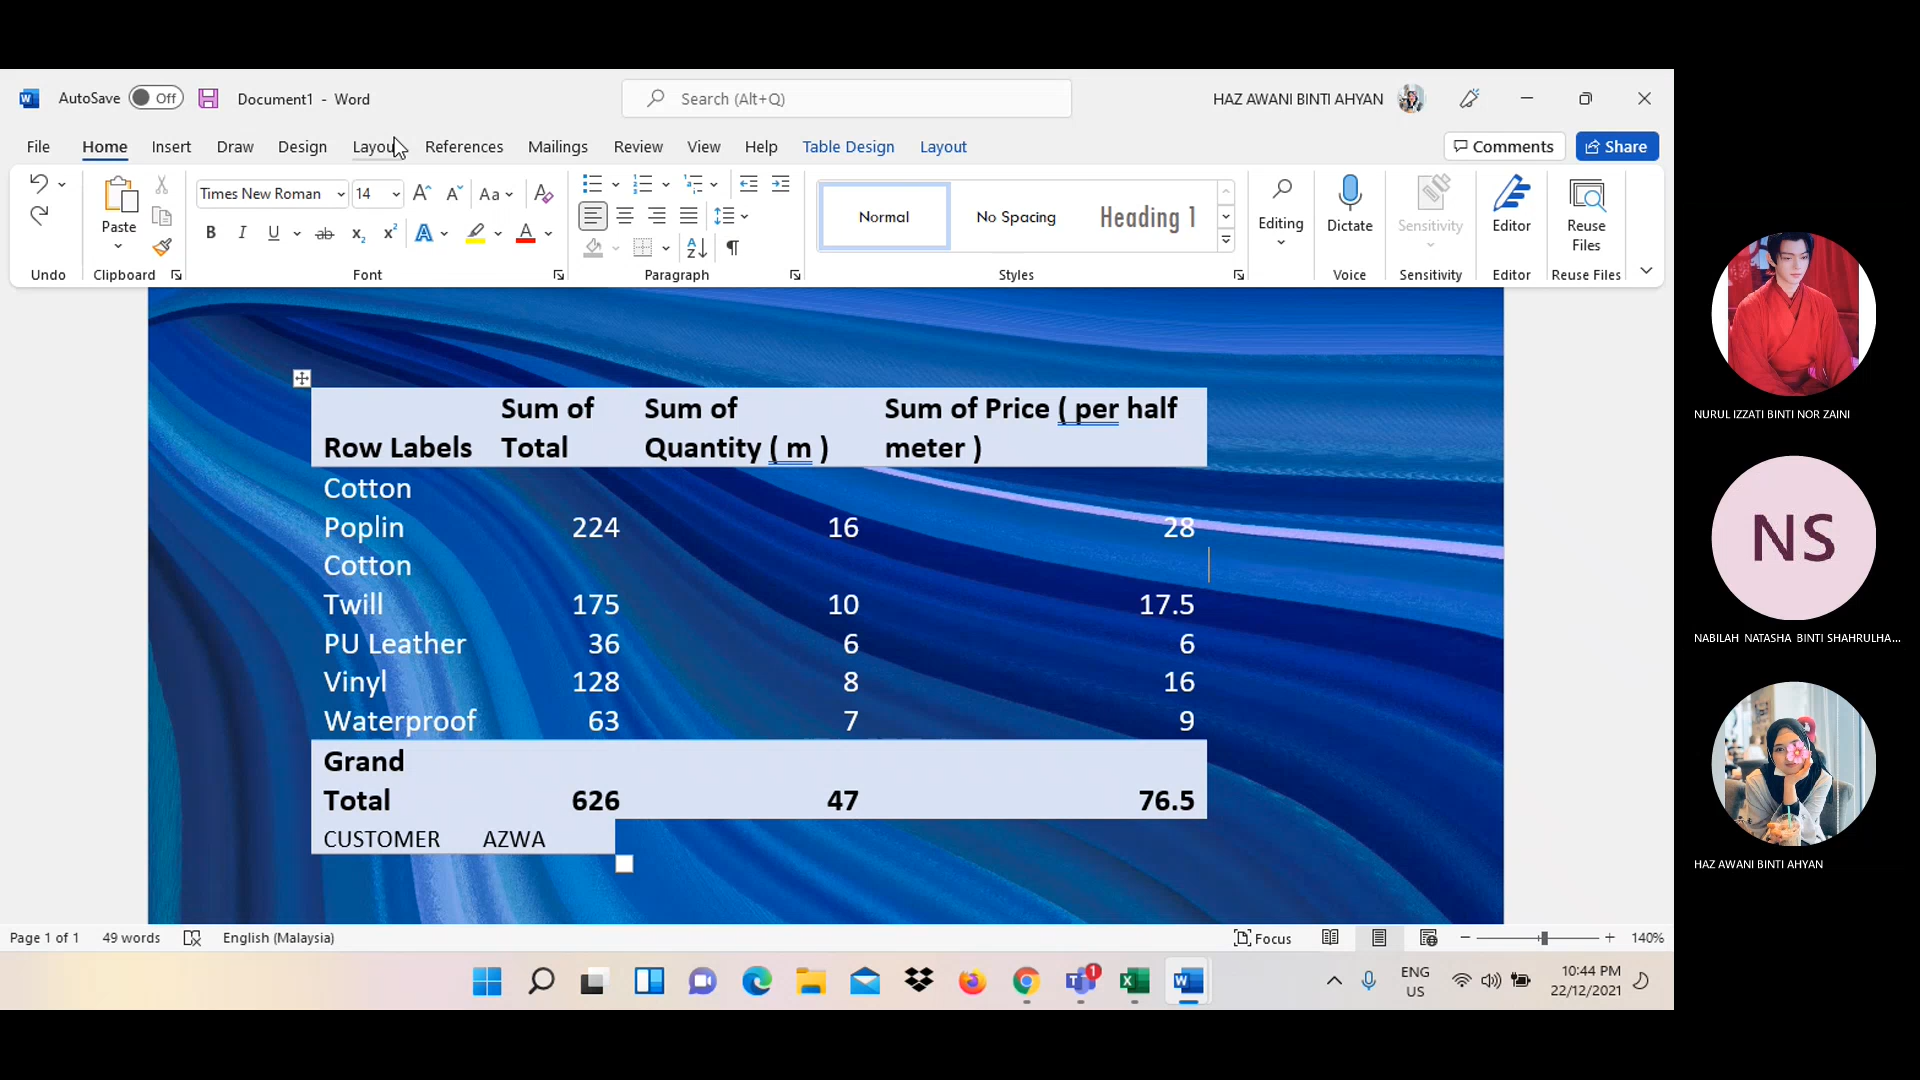 AutoSave Off Document1 - Word Search (Alt+Q) HAZ AWANI BINTI AHYAN
File Home Insert Draw Design Layout References Mailings Review View Help Table Design Layout Comments Share
Paste Times New Roman 14 Aa Normal No Spacing Heading 1 Editing Dictate Sensitivity Editor Reuse Files
Undo Clipboard Font Paragraph Styles Voice Sensitivity Editor Reuse Files
Row Labels Sum of Total Sum of Quantity ( m ) Sum of Price ( per half meter )
Cotton Poplin 224 16 28
Cotton Twill 175 10 17.5
PU Leather 36 6 6
Vinyl 128 8 16
Waterproof 63 7 9
Grand Total 626 47 76.5
CUSTOMER AZWA
Page 1 of 1 49 words English (Malaysia) Focus 140%
1 ENG US 10:44 PM 22/12/2021
NURUL IZZATI BINTI NOR ZAINI
NS
NABILAH NATASHA BINTI SHAHRULHA...
HAZ AWANI BINTI AHYAN